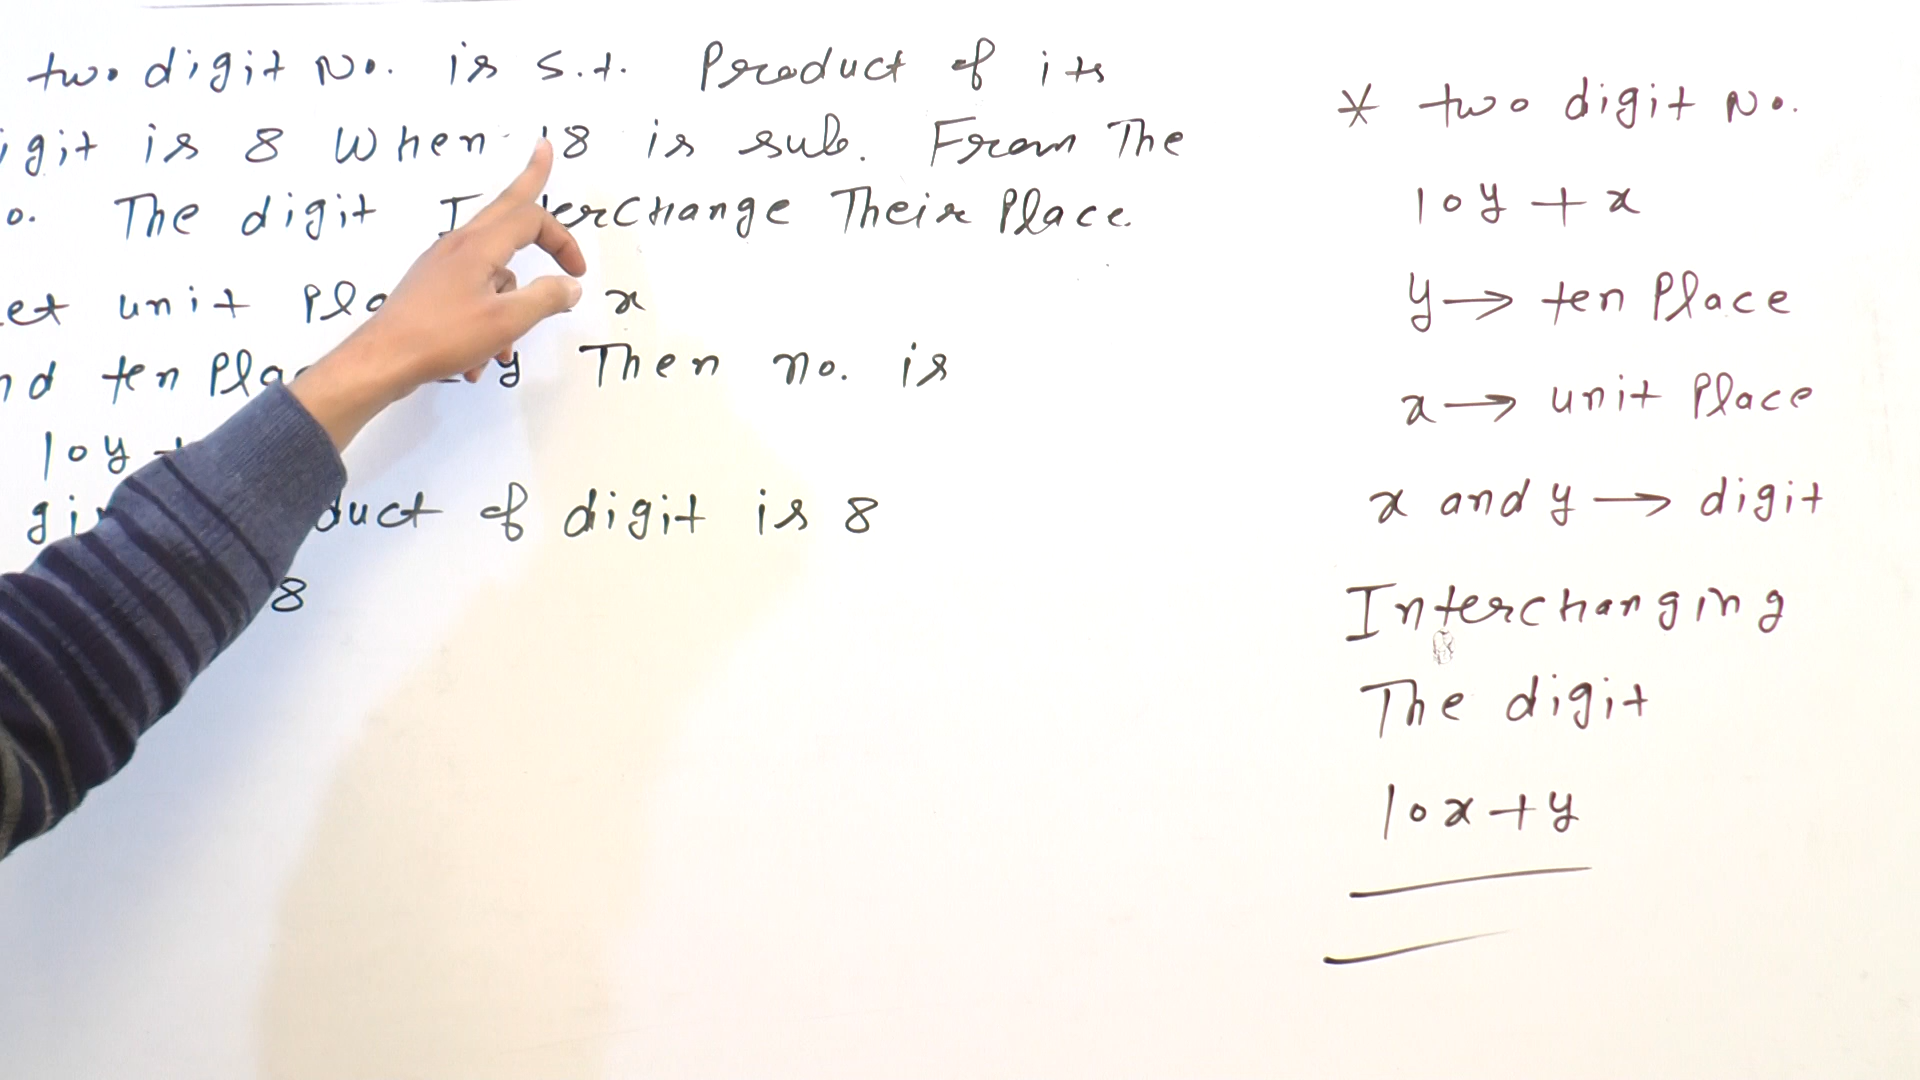 two digit No. is s.t. Product of its
igit is 8 When 18 is sub. From The
o. The digit Interchange Their Place
et unit Pla x
nd ten Pla y Then no. is
10y +
gi duct of digit is 8
8
* two digit No.
10y + x
y → ten Place
x → unit Place
x and y → digit
Interchanging
The digit
10x + y